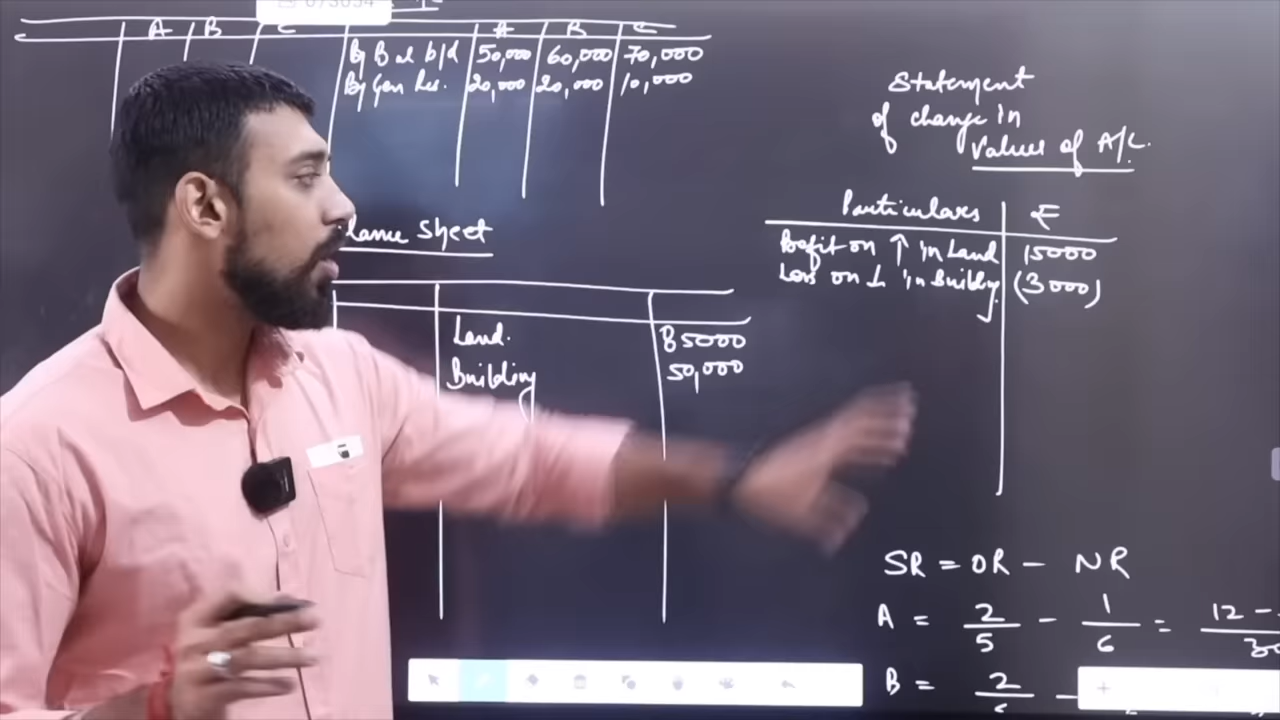 A B C A B C
By Bal b/d 50,000 60,000 70,000
By Gen Res. 20,000 20,000 10,000
lance Sheet
Land. 85000
Building 50,000
Statement
of change in
Values of A/L.
Particulars ₹
Profit on ↑ in Land 15000
Loss on ↓ in Building (3000)
SR = OR - NR
A = 2/5 - 1/6 = 12 -
B = 2